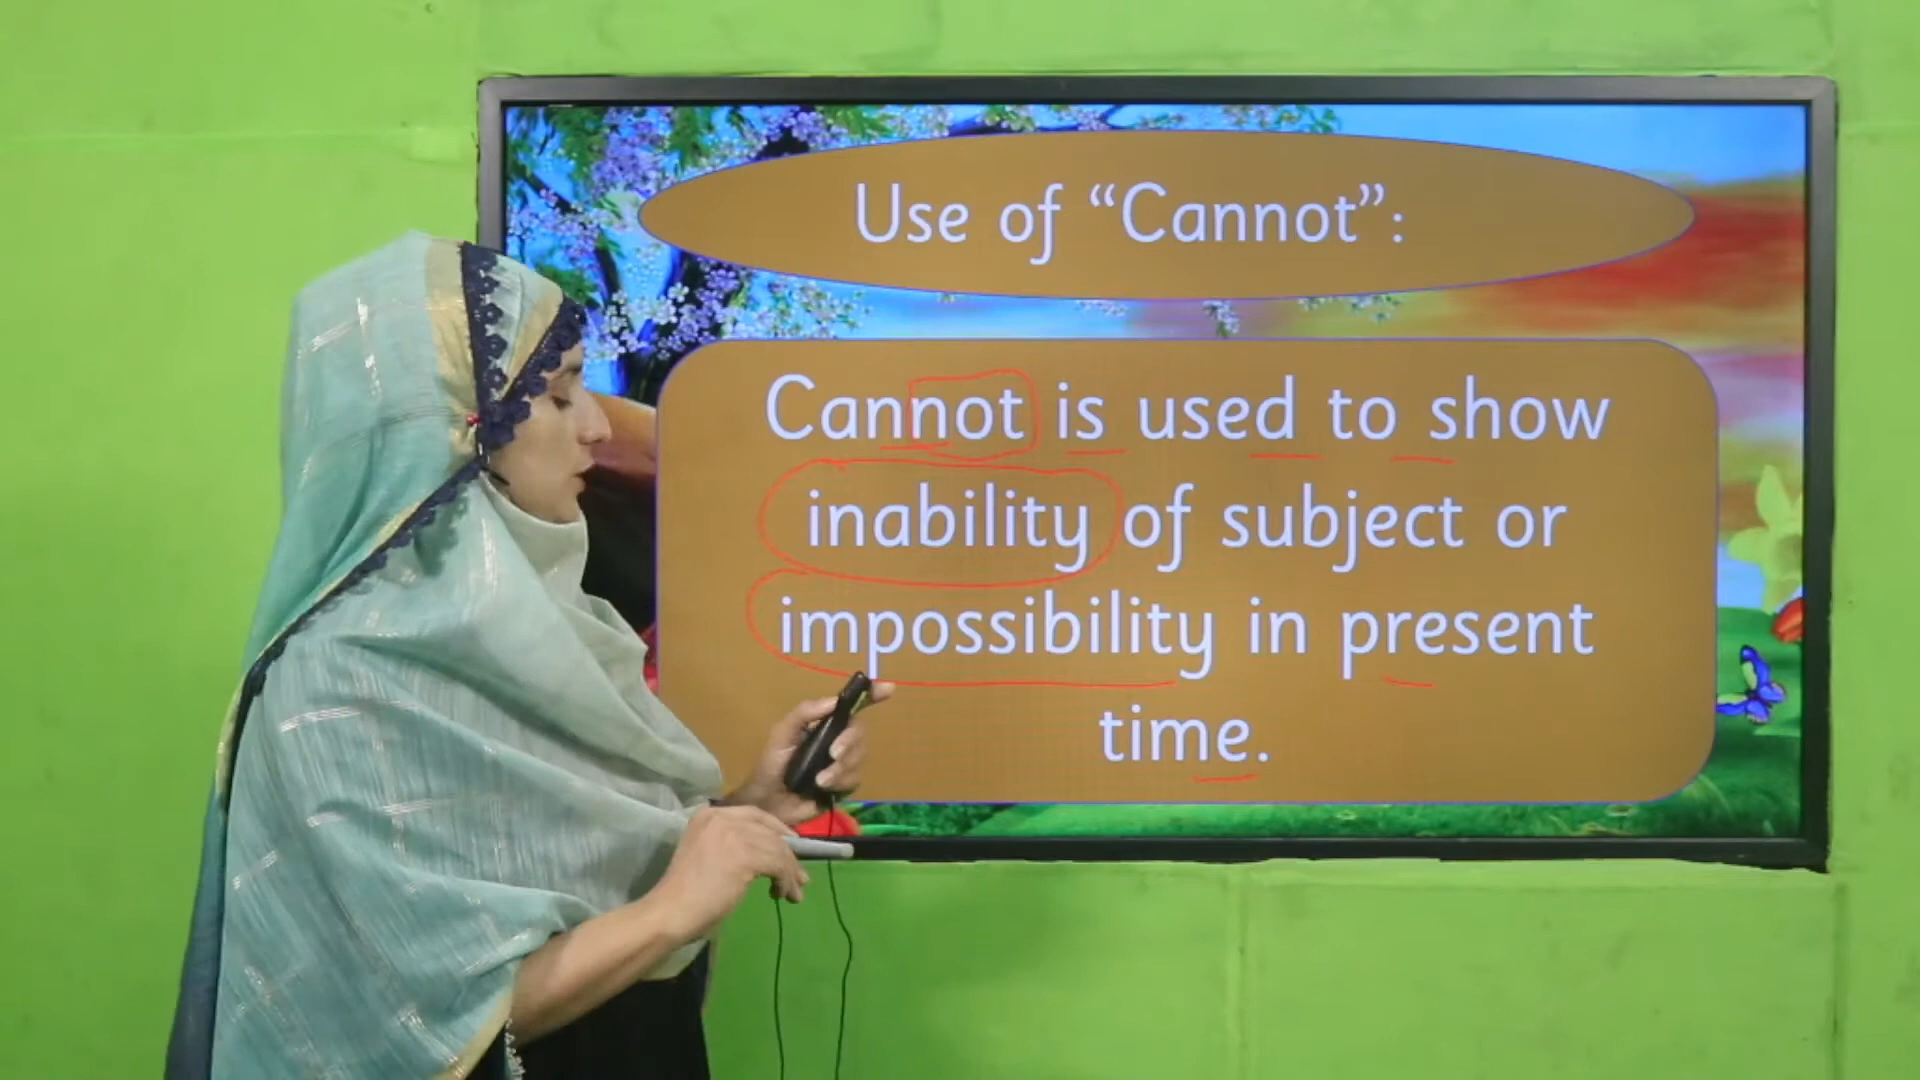 Use of “Cannot”:
Cannot is used to show
inability of subject or
impossibility in present
time.